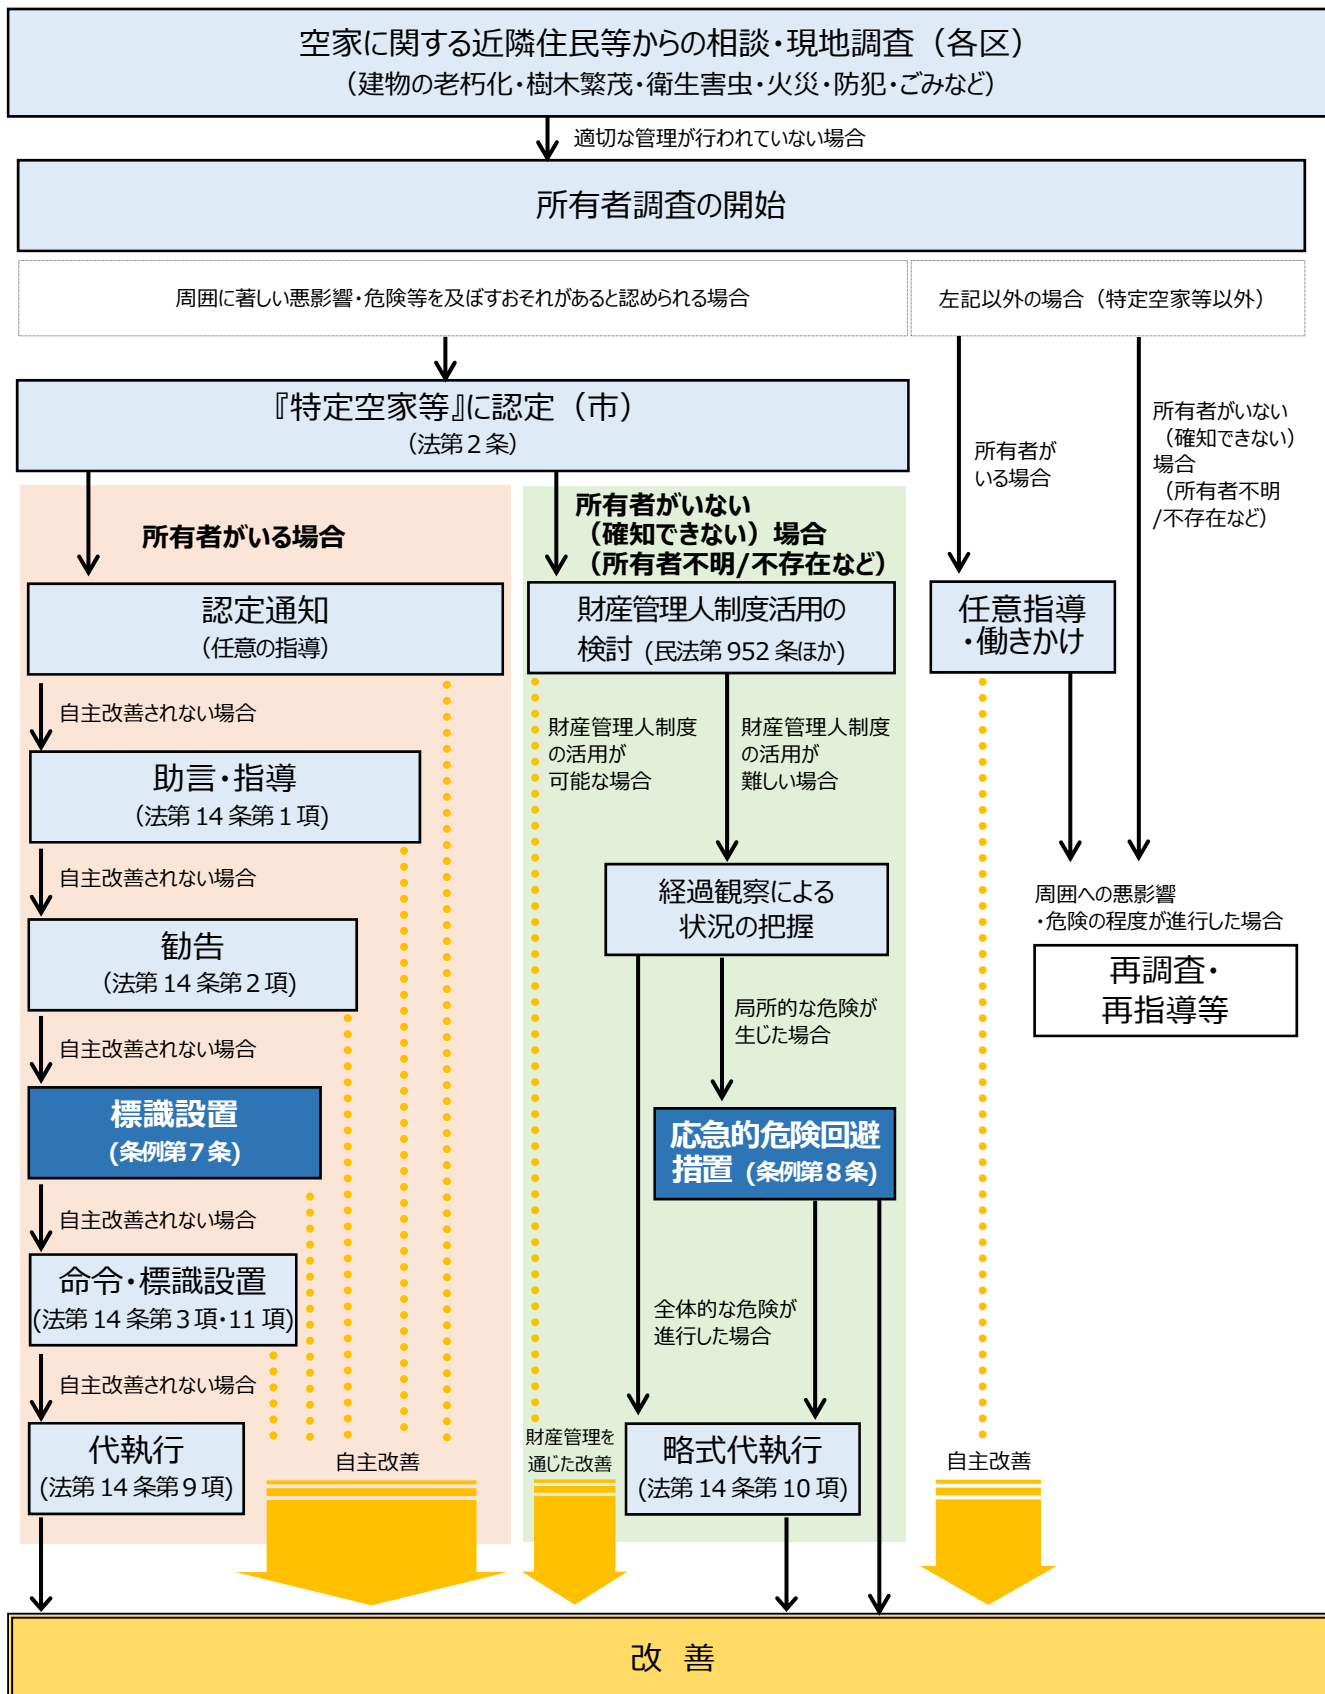 空家に関する近隣住民等からの相談・現地調査（各区）
（建物の老朽化・樹木繁茂・衛生害虫・火災・防犯・ごみなど）
適切な管理が行われていない場合
所有者調査の開始
周囲に著しい悪影響・危険等を及ぼすおそれがあると認められる場合
左記以外の場合（特定空家等以外）
『特定空家等』に認定（市）
（法第２条）
所有者がいる場合
認定通知
（任意の指導）
自主改善されない場合
助言・指導
（法第 14 条第１項）
自主改善されない場合
勧告
（法第 14 条第２項）
自主改善されない場合
標識設置
（条例第７条）
自主改善されない場合
命令・標識設置
(法第 14 条第３項・11 項)
自主改善されない場合
代執行
(法第 14 条第９項)
自主改善
所有者がいない
（確知できない）場合
（所有者不明/不存在など）
財産管理人制度活用の
検討 (民法第 952 条ほか)
財産管理人制度
の活用が
可能な場合
財産管理人制度
の活用が
難しい場合
経過観察による
状況の把握
局所的な危険が
生じた場合
応急的危険回避
措置 (条例第８条)
全体的な危険が
進行した場合
財産管理を
通じた改善
略式代執行
(法第 14 条第 10 項)
所有者が
いる場合
所有者がいない
（確知できない）
場合
（所有者不明
/不存在など）
任意指導
・働きかけ
周囲への悪影響
・危険の程度が進行した場合
再調査・
再指導等
自主改善
改 善